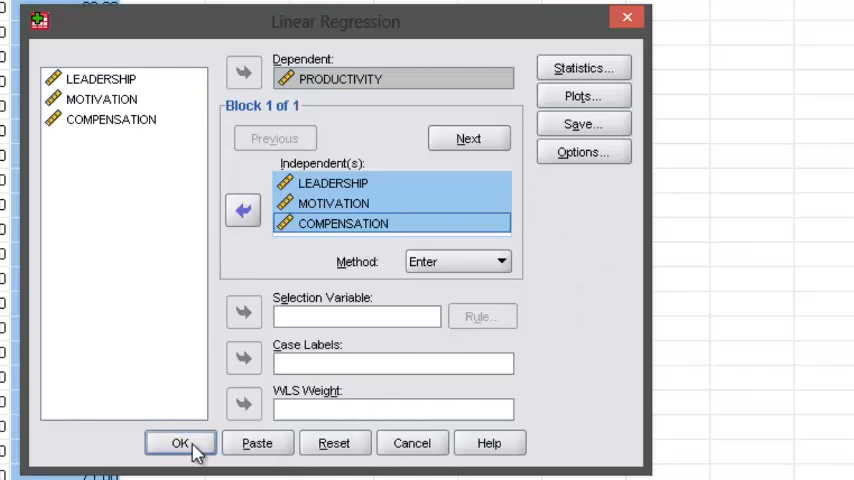 Linear Regression
LEADERSHIP
MOTIVATION
COMPENSATION
Dependent:
PRODUCTIVITY
Block 1 of 1
Previous
Next
Independent(s):
LEADERSHIP
MOTIVATION
COMPENSATION
Method:
Enter
Selection Variable:
Rule...
Case Labels:
WLS Weight:
Statistics...
Plots...
Save...
Options...
OK
Paste
Reset
Cancel
Help